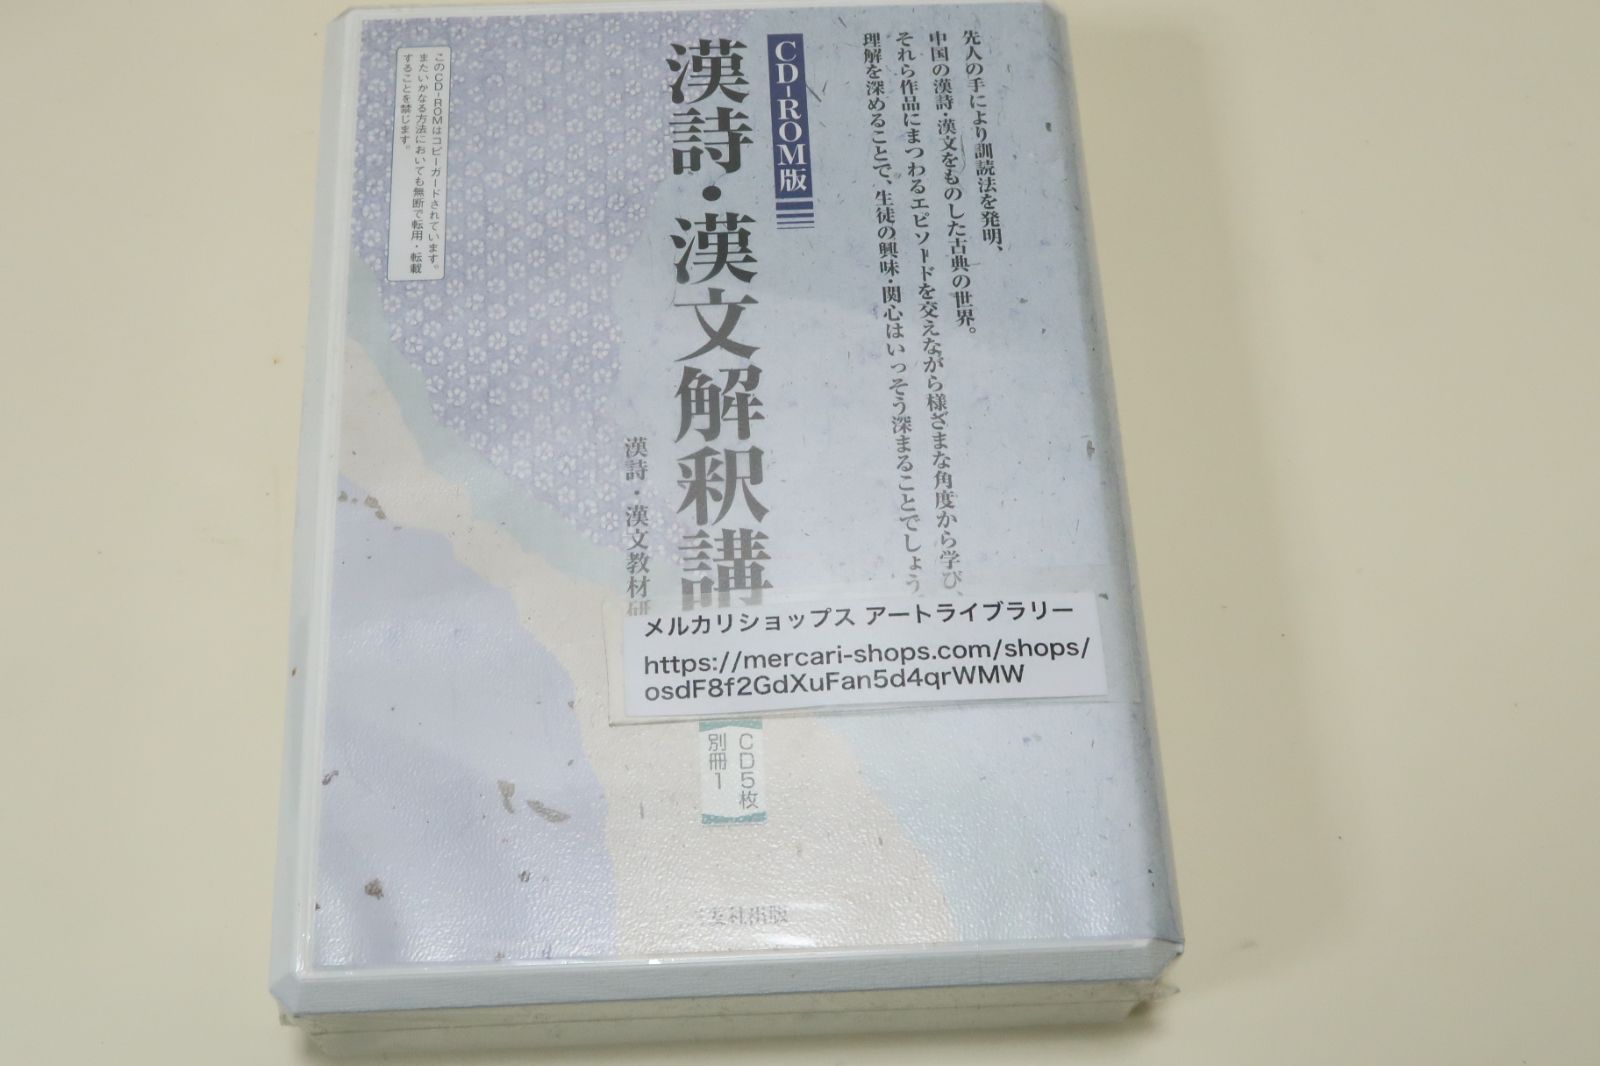 先人の手により訓読法を発明、
中国の漢詩・漢文をものした古典の世界。
それら作品にまつわるエピソードを交えながら様ざまな角度から学び、
理解を深めることで、生徒の興味・関心はいっそう深まることでしょう
CD-ROM版
漢詩・漢文解釈講
漢詩・漢文教材研
このCD-ROMはコピーガードされています。
またいかなる方法においても無断で転用・転載
することを禁じます。
メルカリショップス アートライブラリー
https://mercari-shops.com/shops/
osdF8f2GdXuFan5d4qrWMW
CD5枚
別冊1
友社出版